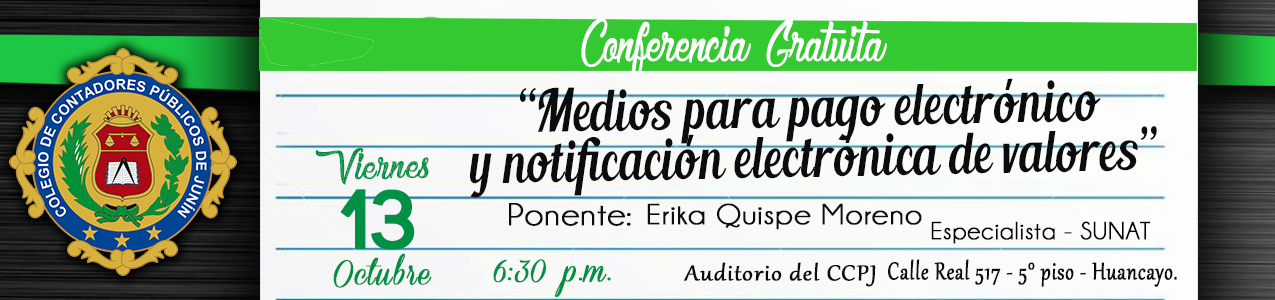 COLEGIO DE CONTADORES PÚBLICOS DE JUNÍN
Conferencia Gratuita
“Medios para pago electrónico
y notificación electrónica de valores”
Viernes
13
Octubre
Ponente: Erika Quispe Moreno
Especialista - SUNAT
6:30 p.m.
Auditorio del CCPJ Calle Real 517 - 5° piso - Huancayo.